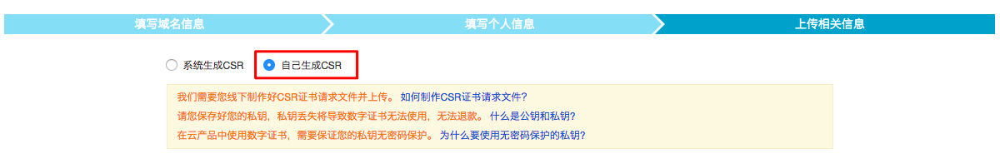 填写域名信息 填写个人信息 上传相关信息
系统生成CSR 自己生成CSR
我们需要您线下制作好CSR证书请求文件并上传。 如何制作CSR证书请求文件?
请您保存好您的私钥，私钥丢失将导致数字证书无法使用，无法退款。 什么是公钥和私钥?
在云产品中使用数字证书，需要保证您的私钥无密码保护。 为什么要使用无密码保护的私钥?